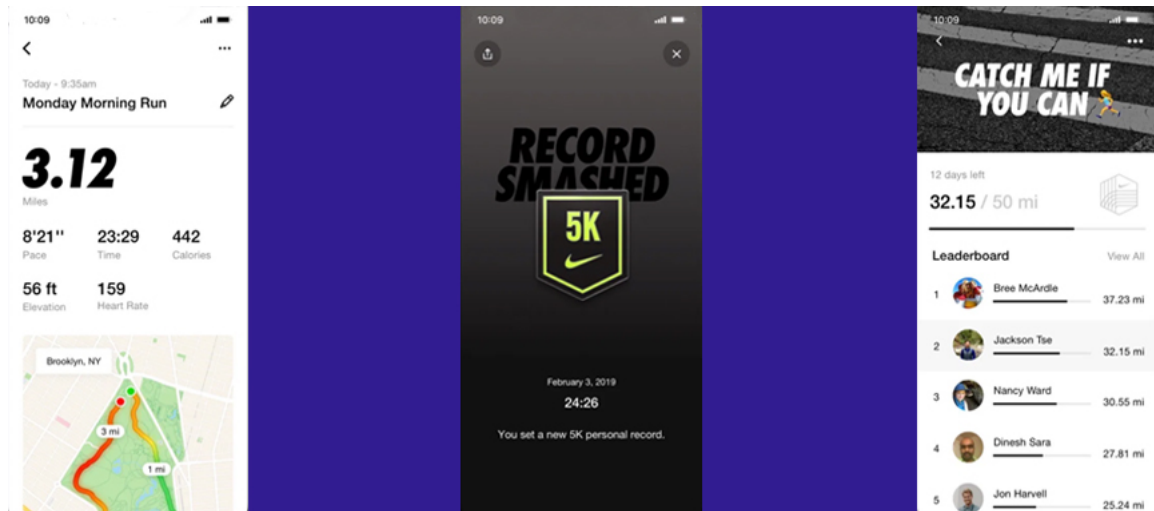 10:09
Today - 9:35am
Monday Morning Run
3.12
Miles
8'21" 23:29 442
Pace Time Calories
56 ft 159
Elevation Heart Rate
Brooklyn, NY
3 mi
1 mi
10:09
RECORD
SMASHED
5K
February 3, 2019
24:26
You set a new 5K personal record.
10:09
CATCH ME IF
YOU CAN
12 days left
32.15 / 50 mi
Leaderboard View All
1 Bree McArdle 37.23 mi
2 Jackson Tse 32.15 mi
3 Nancy Ward 30.55 mi
4 Dinesh Sara 27.81 mi
5 Jon Harvell 25.24 mi